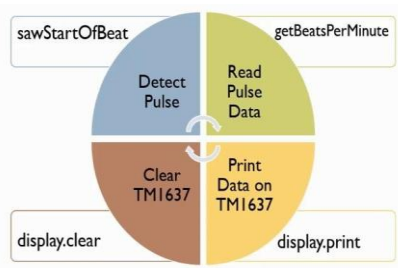 sawStartOfBeat
getBeatsPerMinute
Detect
Pulse
Read
Pulse
Data
Clear
TM1637
Print
Data on
TM1637
display.clear
display.print